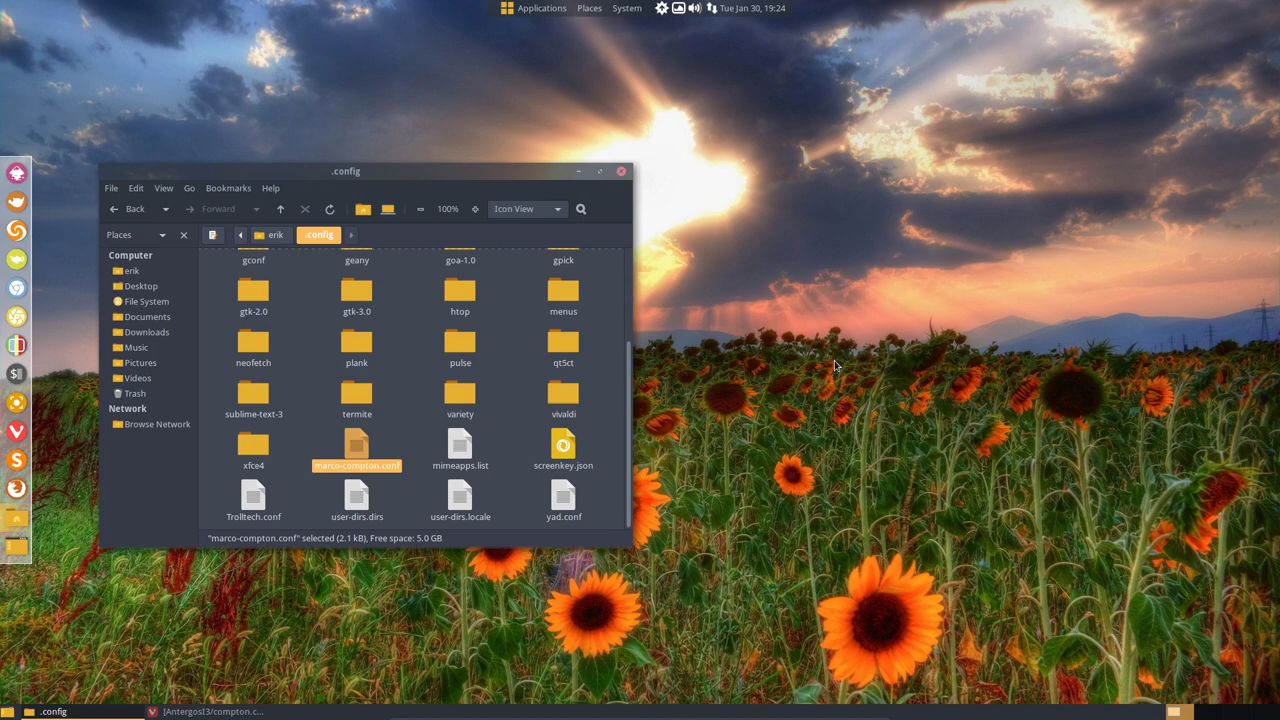 Applications Places System Tue Jan 30, 19:24
.config
File Edit View Go Bookmarks Help
Back Forward 100% Icon View
Places erik .config
Computer
erik
Desktop
File System
Documents
Downloads
Music
Pictures
Videos
Trash
Network
Browse Network
gconf geany goa-1.0 gpick
gtk-2.0 gtk-3.0 htop menus
neofetch plank pulse qt5ct
sublime-text-3 termite variety vivaldi
xfce4 marco-compton.conf mimeapps.list screenkey.json
Trolltech.conf user-dirs.dirs user-dirs.locale yad.conf
"marco-compton.conf" selected (2.1 kB), Free space: 5.0 GB
.config [AntergosI3/compton.c...